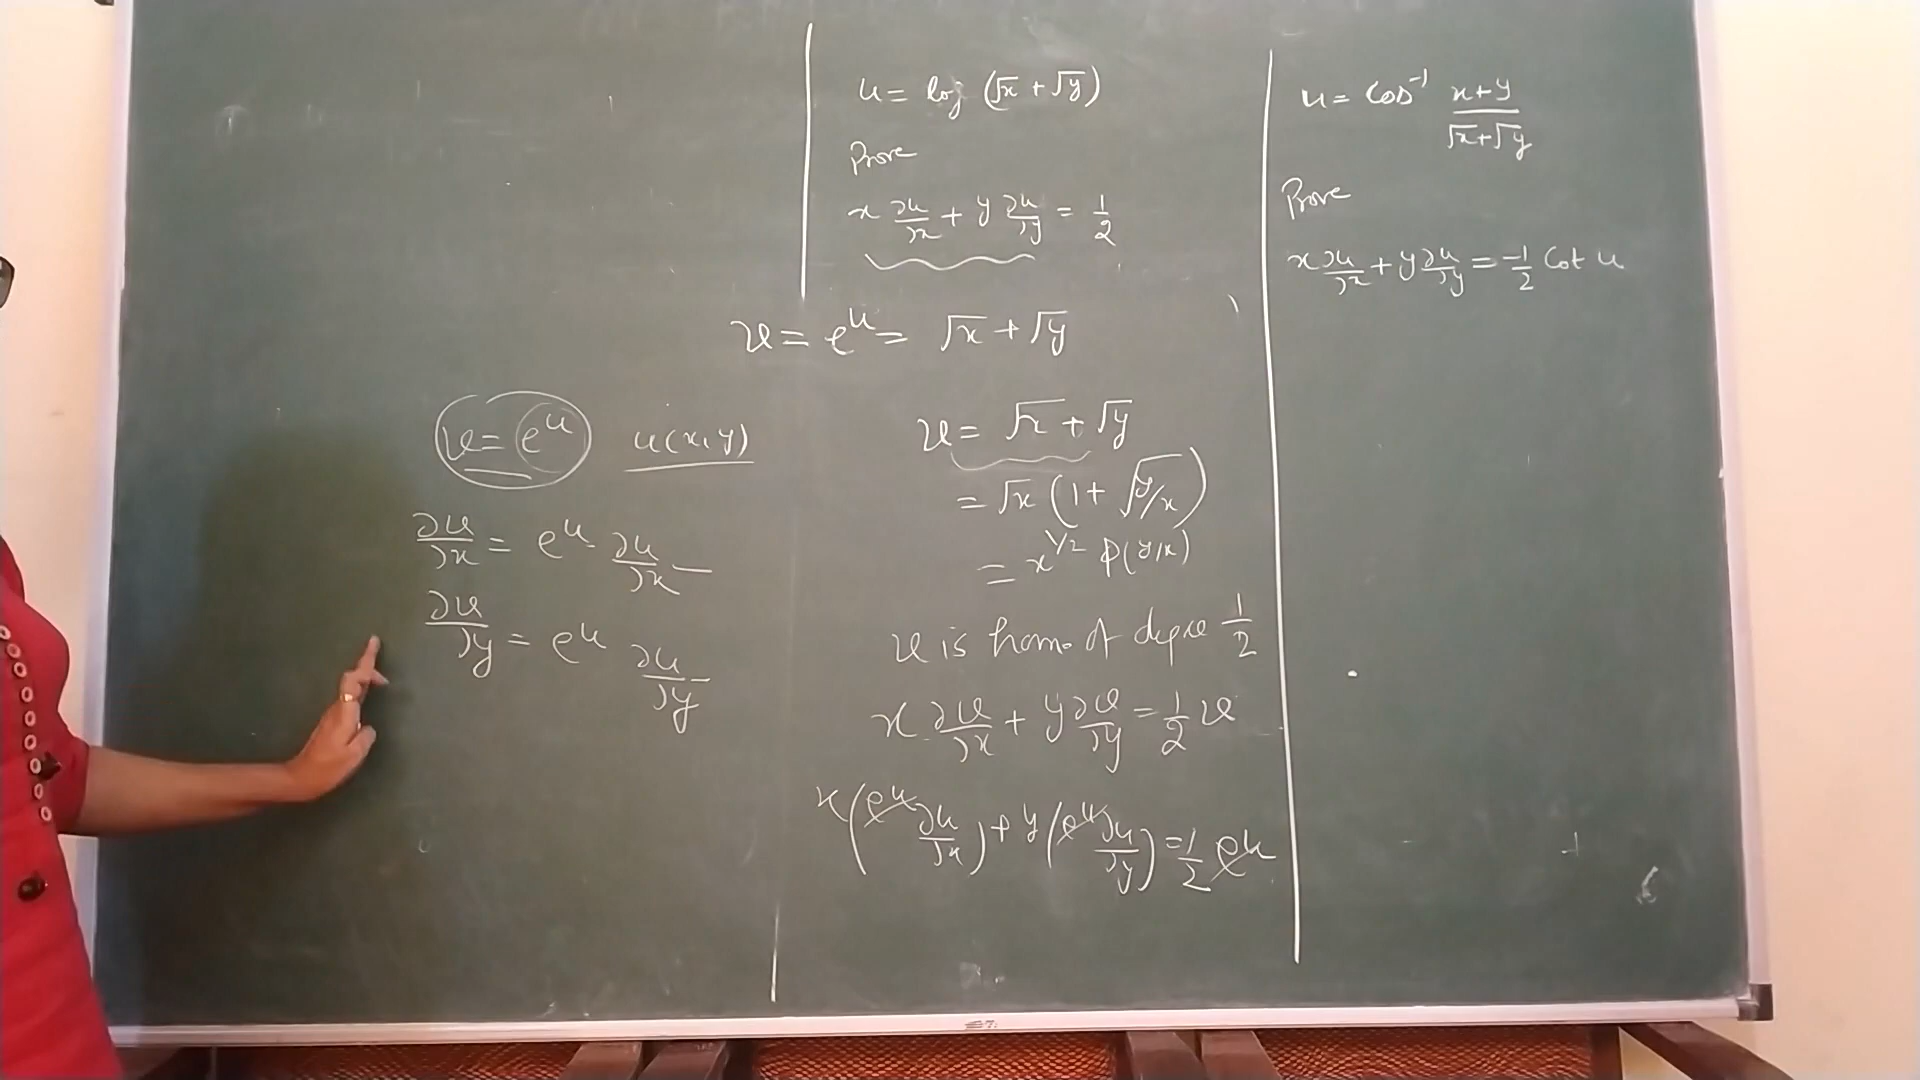 u = log (√x + √y)
Prove
x ∂u/∂x + y ∂u/∂y = 1/2
v = e^u = √x + √y
v = e^u u(x,y)
∂v/∂x = e^u · ∂u/∂x
∂v/∂y = e^u ∂u/∂y
v = √x + √y
= √x (1 + √y/x)
= x^1/2 φ(y/x)
v is homo. of degree 1/2
x ∂v/∂x + y ∂v/∂y = 1/2 v
x (e^u ∂u/∂x) + y (e^u ∂u/∂y) = 1/2 e^u
u = Cos^-1 x+y/√x+√y
Prove
x ∂u/∂x + y ∂u/∂y = -1/2 Cot u